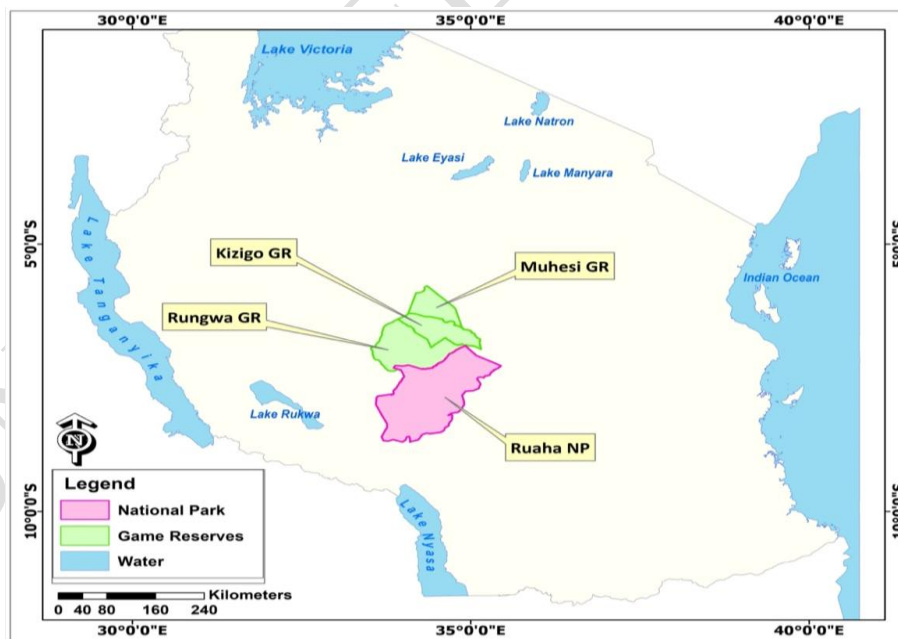 30°0'0"E 35°0'0"E 40°0'0"E
Lake Victoria
Lake Natron
Lake Eyasi
Lake Manyara
5°0'0"S 5°0'0"S
Kizigo GR
Muhesi GR
Indian Ocean
Lake Tanganyika
Rungwa GR
Lake Rukwa
Ruaha NP
N
Legend
National Park
Game Reserves
Water
Lake Nyasa
10°0'0"S 10°0'0"S
Kilometers
0 40 80 160 240
30°0'0"E 35°0'0"E 40°0'0"E